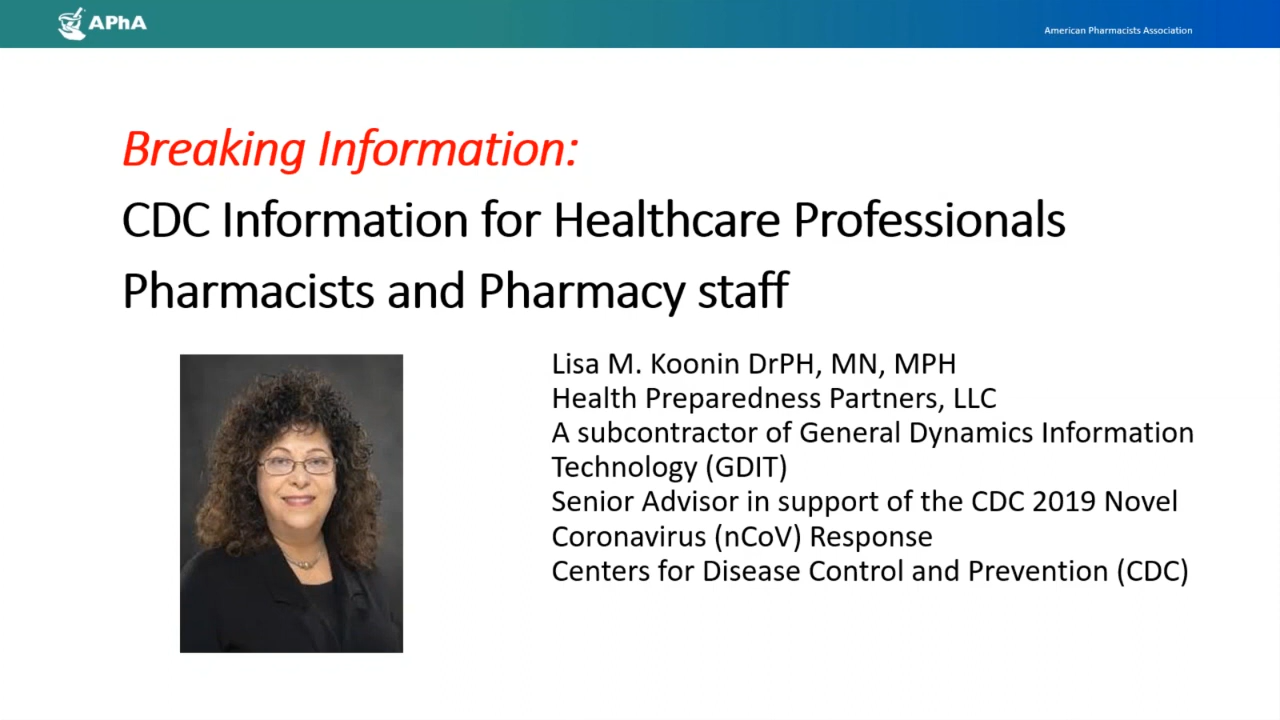 APhA
American Pharmacists Association
Breaking Information:
CDC Information for Healthcare Professionals
Pharmacists and Pharmacy staff
Lisa M. Koonin DrPH, MN, MPH
Health Preparedness Partners, LLC
A subcontractor of General Dynamics Information
Technology (GDIT)
Senior Advisor in support of the CDC 2019 Novel
Coronavirus (nCoV) Response
Centers for Disease Control and Prevention (CDC)